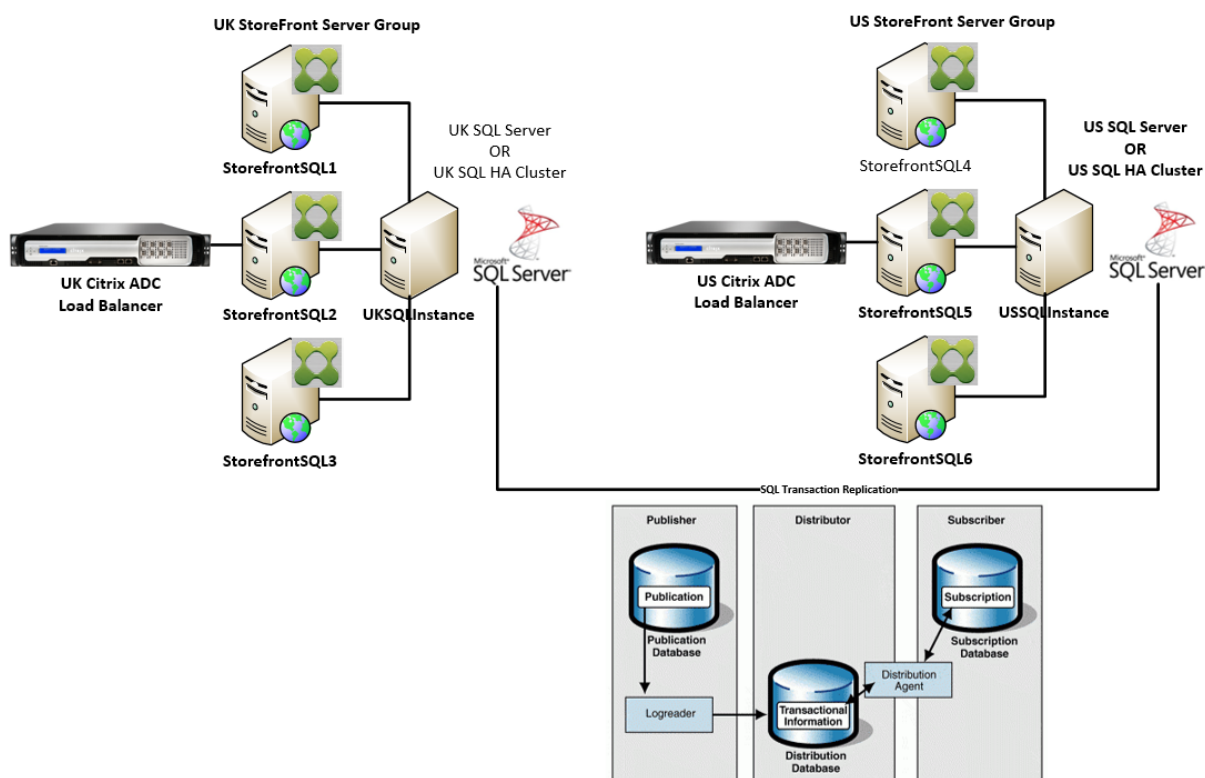 UK StoreFront Server Group
StorefrontSQL1
StorefrontSQL2
StorefrontSQL3
UK Citrix ADC
Load Balancer
UK SQL Server
OR
UK SQL HA Cluster
UKSQLInstance
Microsoft®
SQL Server®
US StoreFront Server Group
StorefrontSQL4
StorefrontSQL5
StorefrontSQL6
US Citrix ADC
Load Balancer
US SQL Server
OR
US SQL HA Cluster
USSQLInstance
Microsoft®
SQL Server
SQL Transaction Replication
Publisher
Publication
Publication
Database
Logreader
Distributor
Transactional
Information
Distribution
Database
Subscriber
Subscription
Subscription
Database
Distribution
Agent